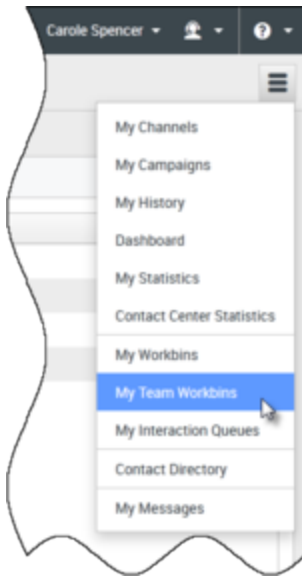 Carole Spencer
My Channels
My Campaigns
My History
Dashboard
My Statistics
Contact Center Statistics
My Workbins
My Team Workbins
My Interaction Queues
Contact Directory
My Messages